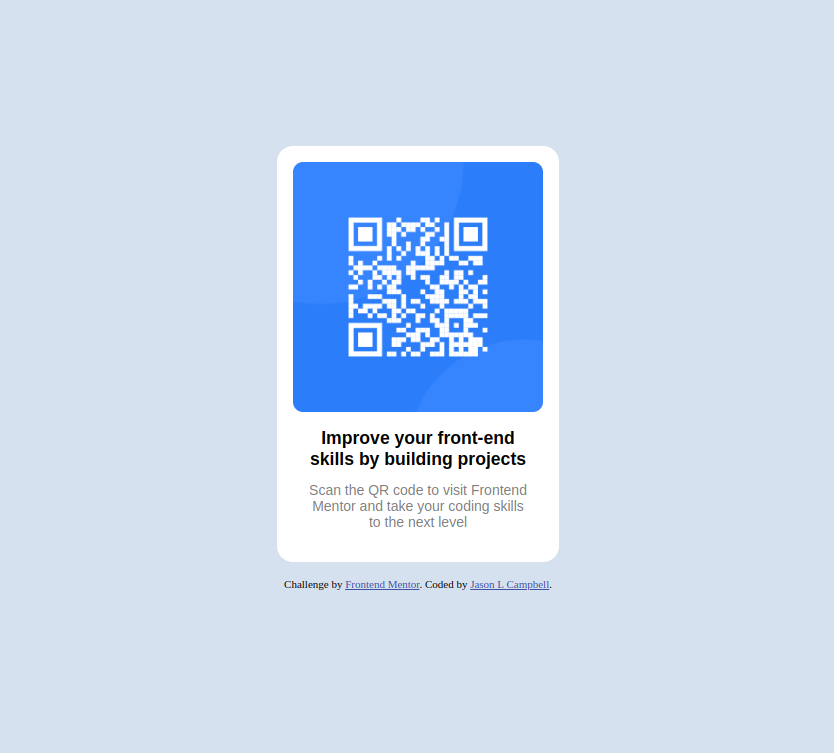 Improve your front-end
skills by building projects
Scan the QR code to visit Frontend
Mentor and take your coding skills
to the next level
Challenge by Frontend Mentor. Coded by Jason L Campbell.